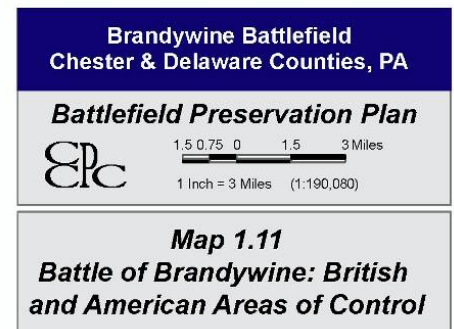 Brandywine Battlefield
Chester & Delaware Counties, PA
Battlefield Preservation Plan
CCPC
1.5 0.75 0 1.5 3 Miles
1 Inch = 3 Miles (1:190,080)
Map 1.11
Battle of Brandywine: British
and American Areas of Control